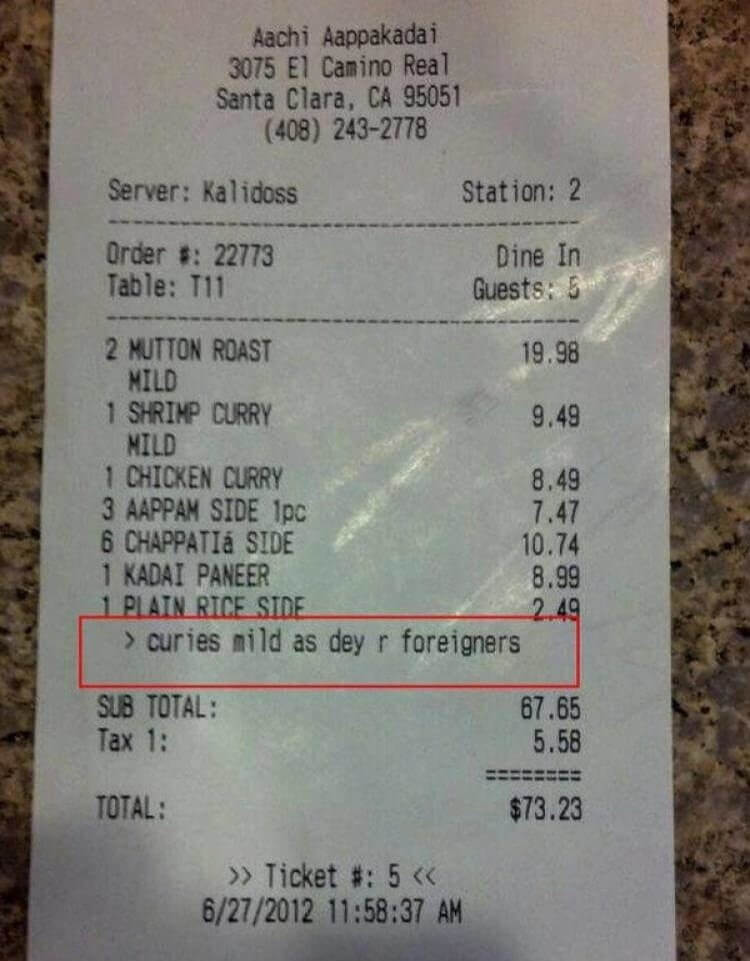 Aachi Aappakadai
3075 El Camino Real
Santa Clara, CA 95051
(408) 243-2778
Server: Kalidoss Station: 2
Order #: 22773 Dine In
Table: T11 Guests: 5
2 MUTTON ROAST 19.98
MILD
1 SHRIMP CURRY 9.49
MILD
1 CHICKEN CURRY 8.49
3 AAPPAM SIDE 1pc 7.47
6 CHAPPATIá SIDE 10.74
1 KADAI PANEER 8.99
1 PLAIN RICE SIDE 2.49
> curies mild as dey r foreigners
SUB TOTAL: 67.65
Tax 1: 5.58
========
TOTAL: $73.23
>> Ticket #: 5 <<
6/27/2012 11:58:37 AM